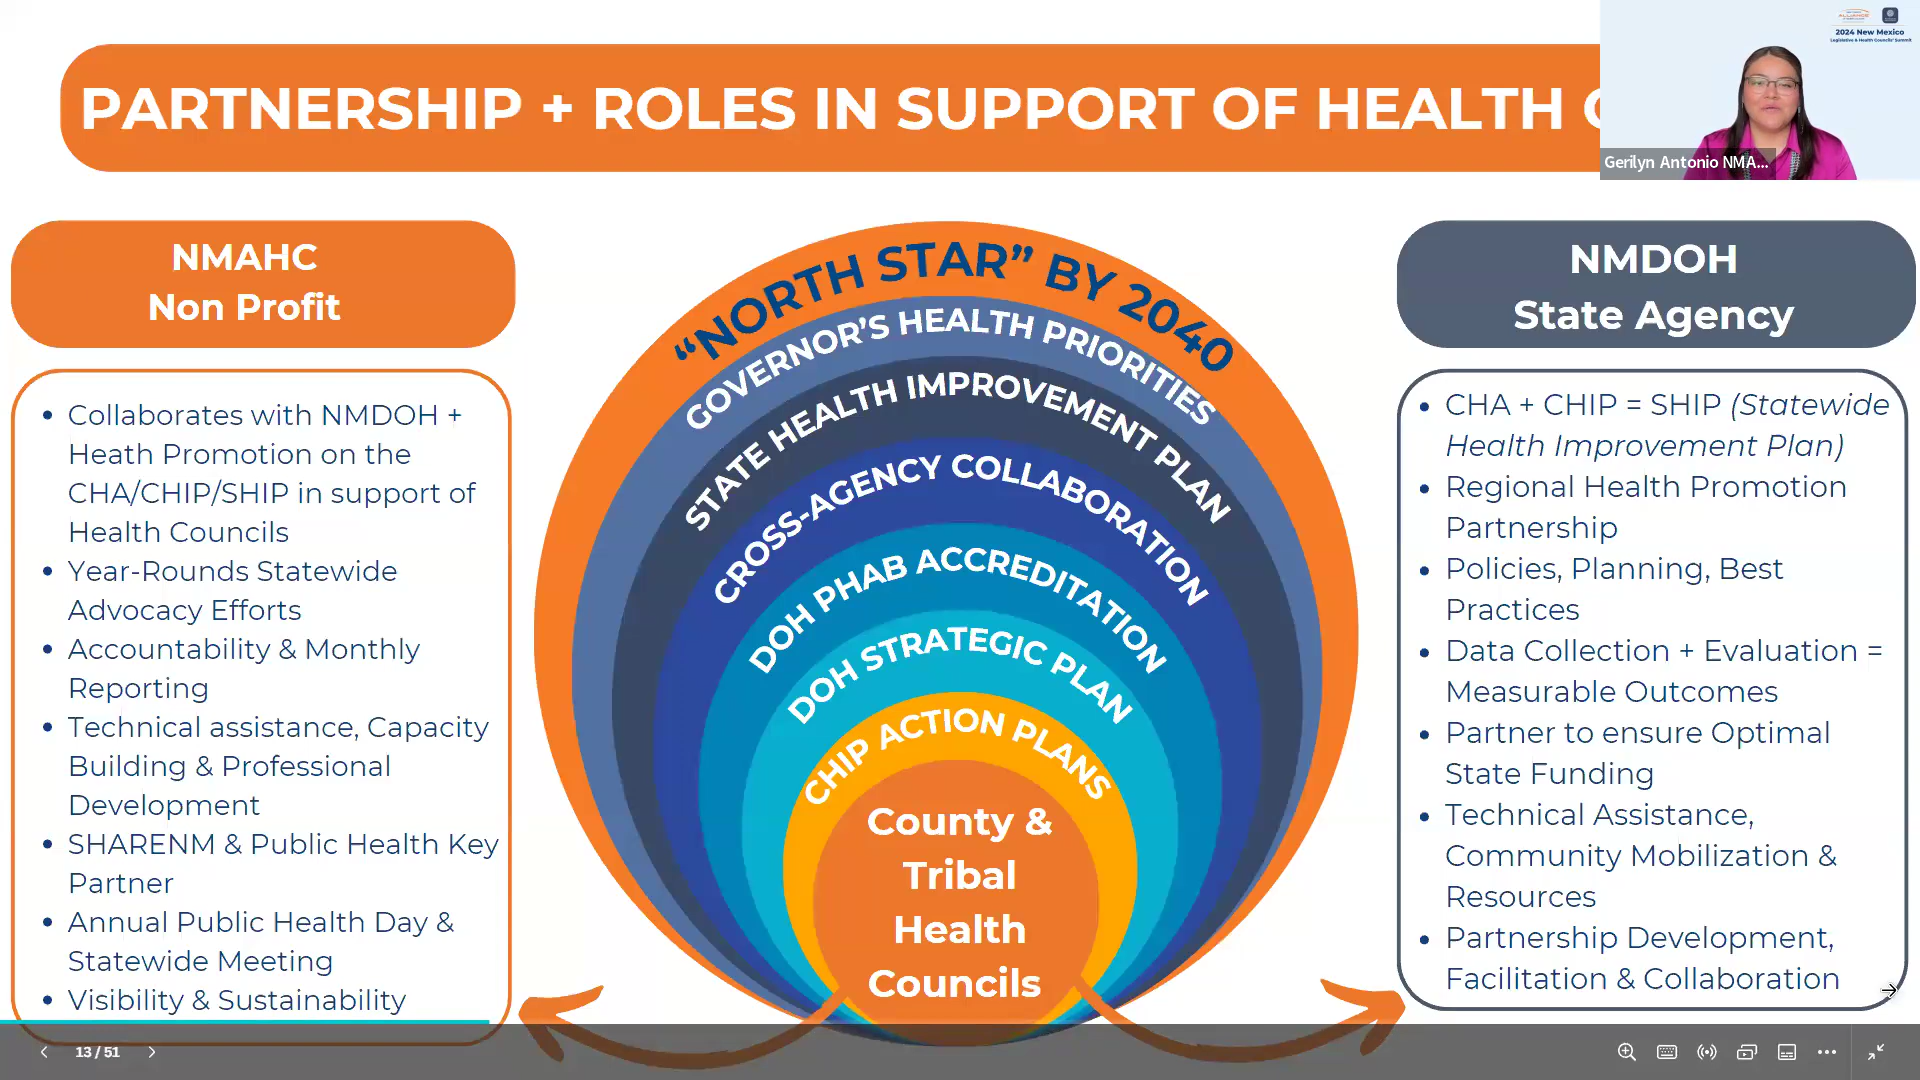 PARTNERSHIP + ROLES IN SUPPORT OF HEALTH
2024 New Mexico
Legislative & Health Councils' Summit
Gerilyn Antonio NMA...
NMAHC
Non Profit
• Collaborates with NMDOH +
Heath Promotion on the
CHA/CHIP/SHIP in support of
Health Councils
• Year-Rounds Statewide
Advocacy Efforts
• Accountability & Monthly
Reporting
• Technical assistance, Capacity
Building & Professional
Development
• SHARENM & Public Health Key
Partner
• Annual Public Health Day &
Statewide Meeting
• Visibility & Sustainability
“NORTH STAR” BY 2040
GOVERNOR’S HEALTH PRIORITIES
STATE HEALTH IMPROVEMENT PLAN
CROSS-AGENCY COLLABORATION
DOH PHAB ACCREDITATION
DOH STRATEGIC PLAN
CHIP ACTION PLANS
County &
Tribal
Health
Councils
NMDOH
State Agency
• CHA + CHIP = SHIP (Statewide
Health Improvement Plan)
• Regional Health Promotion
Partnership
• Policies, Planning, Best
Practices
• Data Collection + Evaluation =
Measurable Outcomes
• Partner to ensure Optimal
State Funding
• Technical Assistance,
Community Mobilization &
Resources
• Partnership Development,
Facilitation & Collaboration
13 / 51